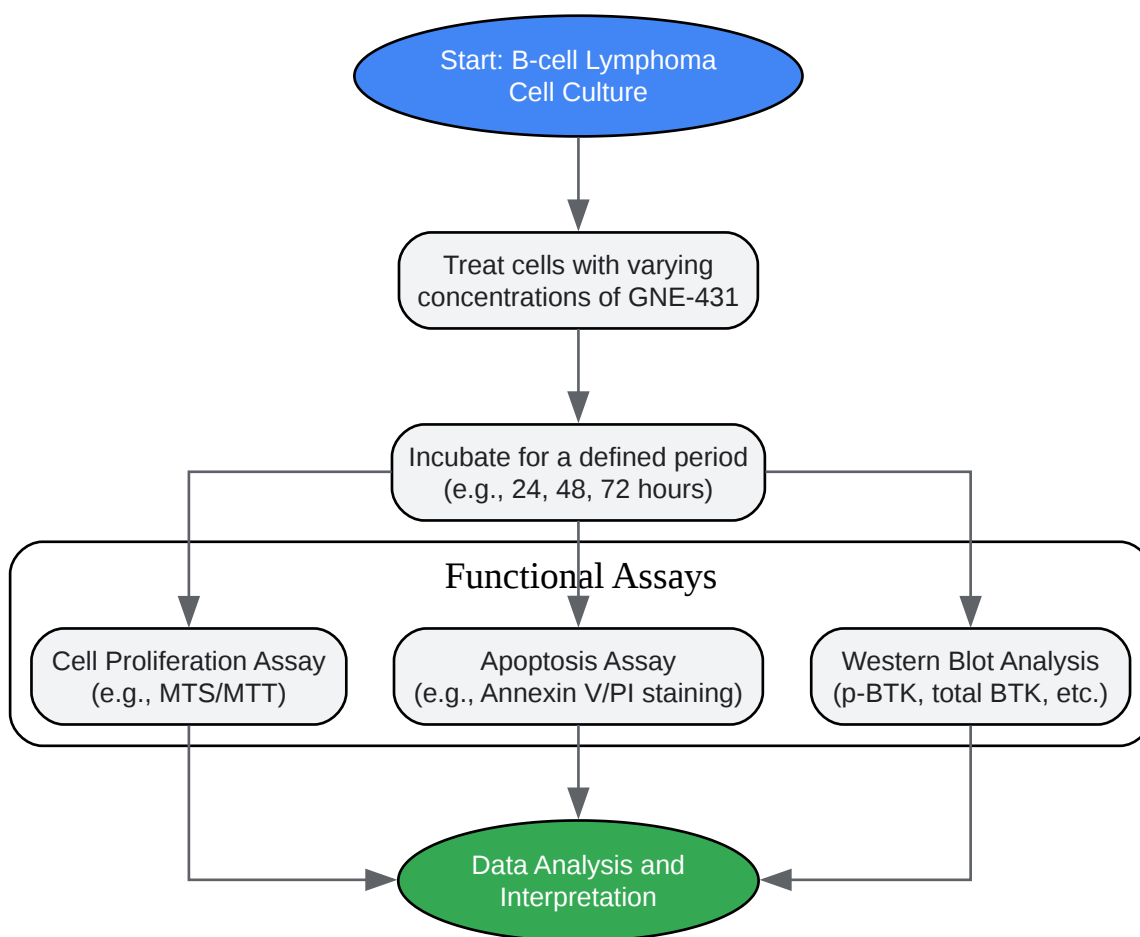 Start: B-cell Lymphoma
Cell Culture
Treat cells with varying
concentrations of GNE-431
Incubate for a defined period
(e.g., 24, 48, 72 hours)
Functional Assays
Cell Proliferation Assay
(e.g., MTS/MTT)
Apoptosis Assay
(e.g., Annexin V/PI staining)
Western Blot Analysis
(p-BTK, total BTK, etc.)
Data Analysis and
Interpretation